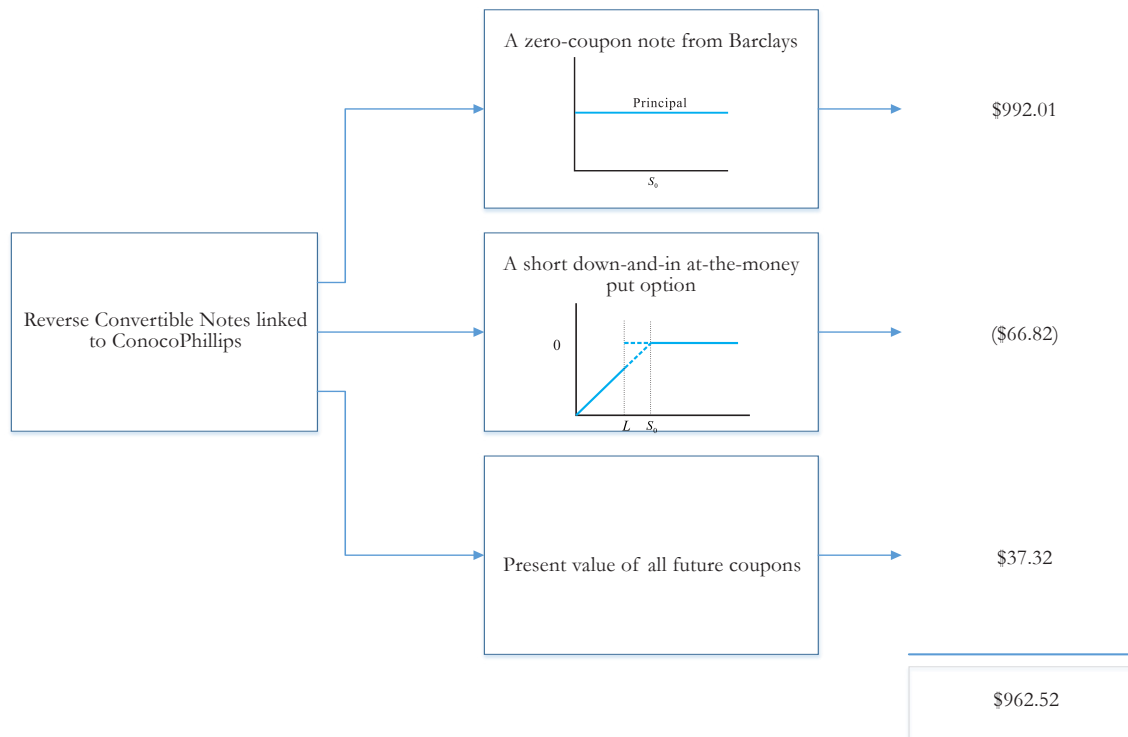 A zero-coupon note from Barclays
Principal
S₀
$992.01
Reverse Convertible Notes linked
to ConocoPhillips
A short down-and-in at-the-money
put option
0
L S₀
($66.82)
Present value of all future coupons
$37.32
$962.52